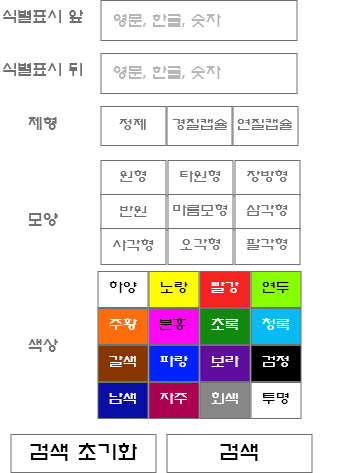 식별표시 앞 영문, 한글, 숫자
식별표시 뒤 영문, 한글, 숫자
제형 정제 경질캡슐 연질캡슐
원형 타원형 장방형
모양 반원 마름모형 삼각형
사각형 오각형 팔각형
하양 노랑 빨강 연두
주황 분홍 초록 청록
색상
갈색 파랑 보라 검정
남색 자주 회색 투명
검색 초기화 검색